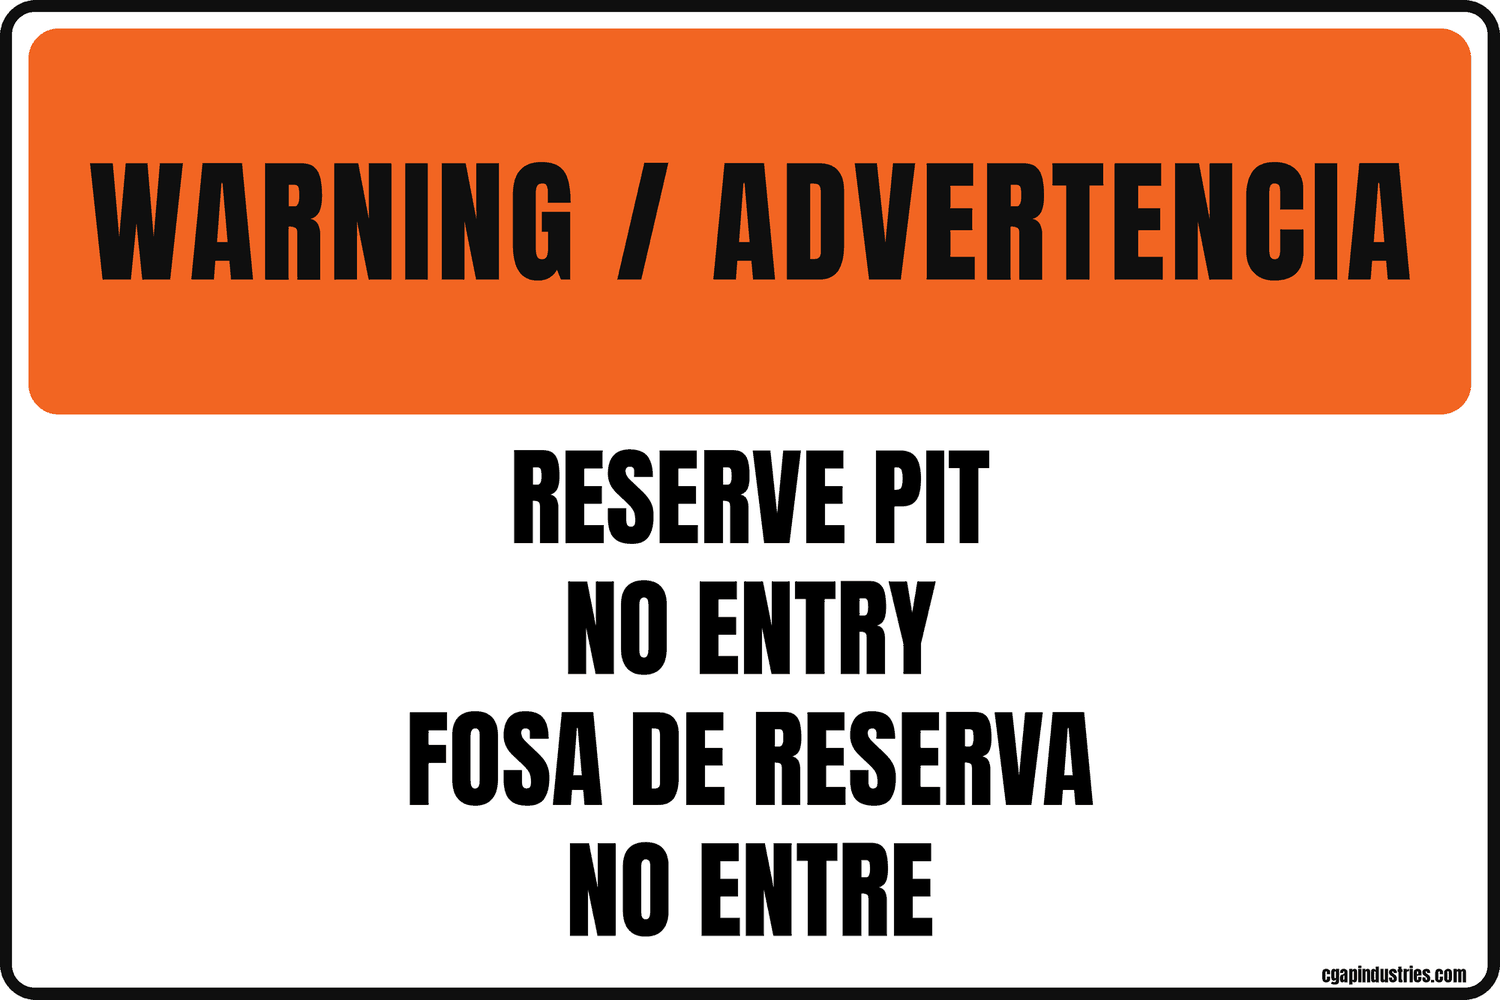 WARNING / ADVERTENCIA
RESERVE PIT
NO ENTRY
FOSA DE RESERVA
NO ENTRE
cgapindustries.com